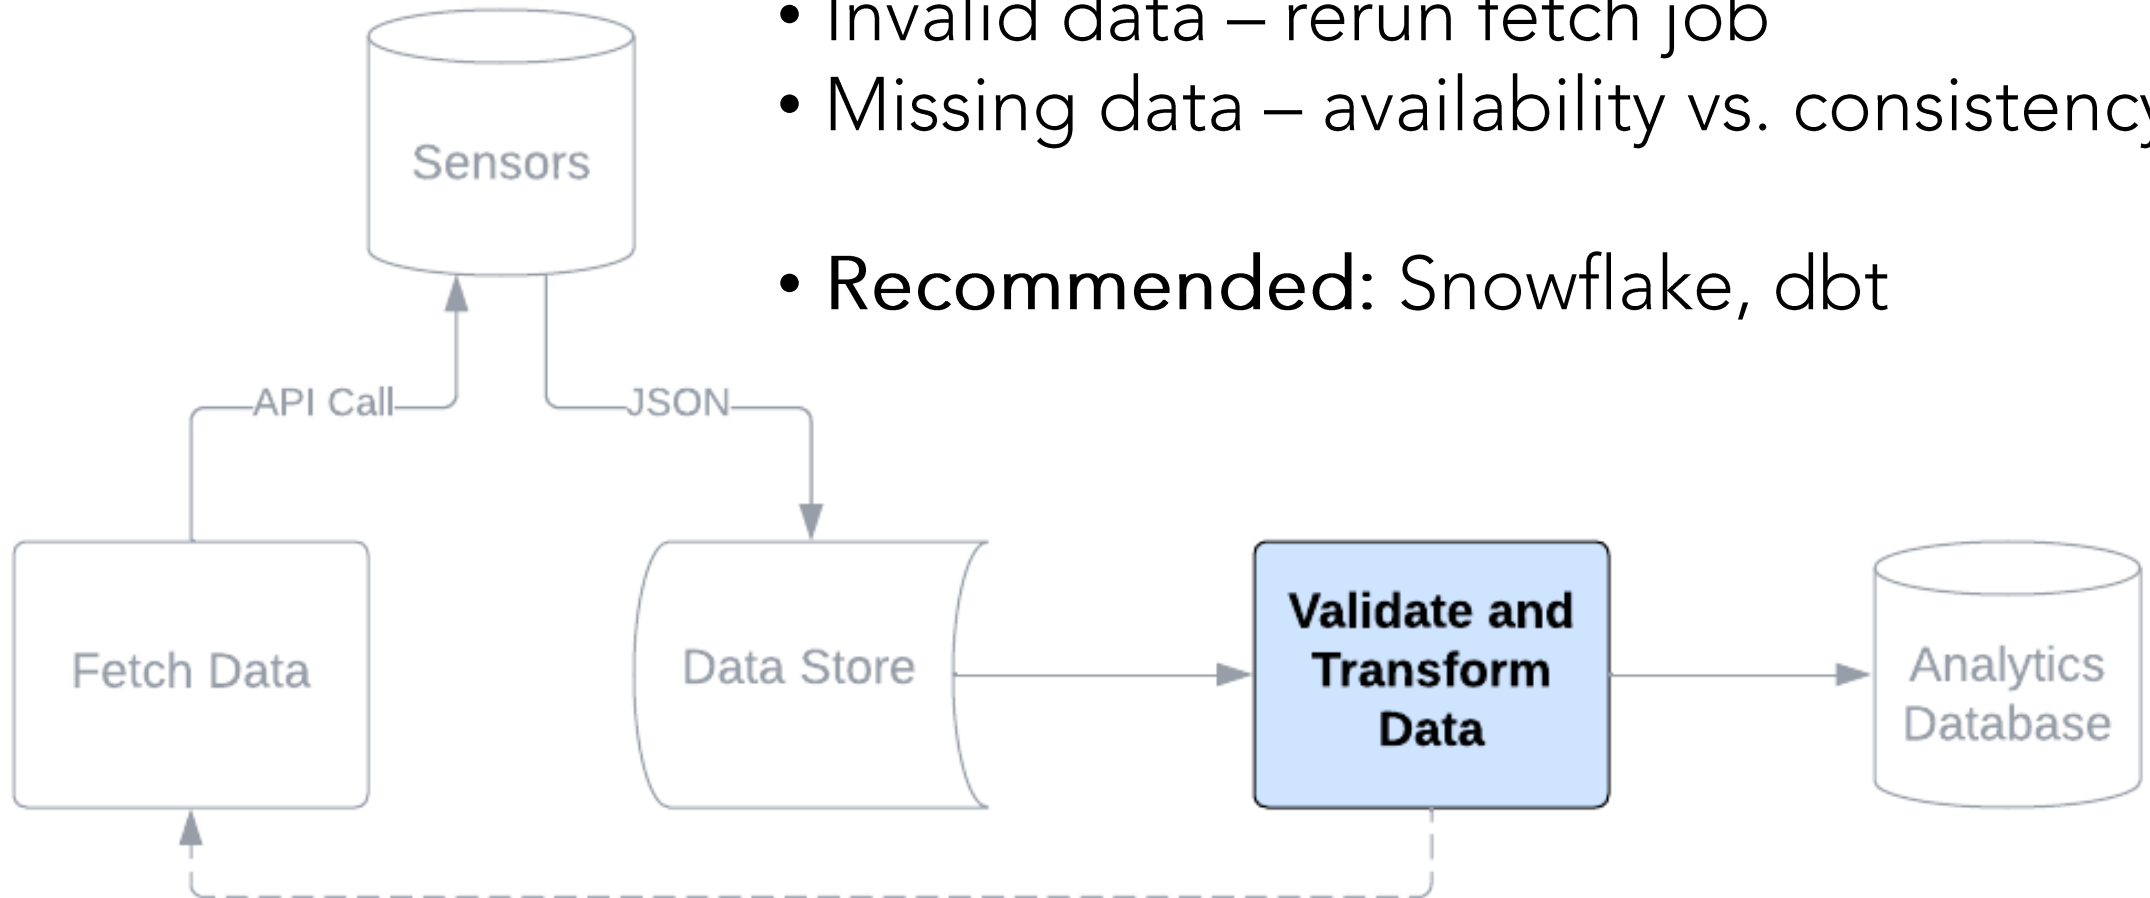 • Invalid data – rerun fetch job
• Missing data – availability vs. consistency
• Recommended: Snowflake, dbt
Sensors
API Call
JSON
Fetch Data
Data Store
Validate and
Transform
Data
Analytics
Database